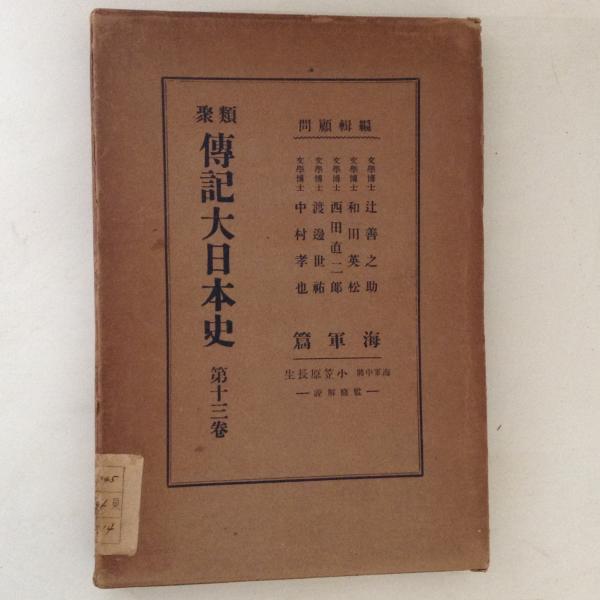 編輯顧問
文學博士 辻善之助
文學博士 和田英松
文學博士 西田直二郎
文學博士 渡邊世祐
文學博士 中村孝也
海軍篇
海軍中將 小笠原長生
監修解說
類聚
傳記大日本史
第十三卷